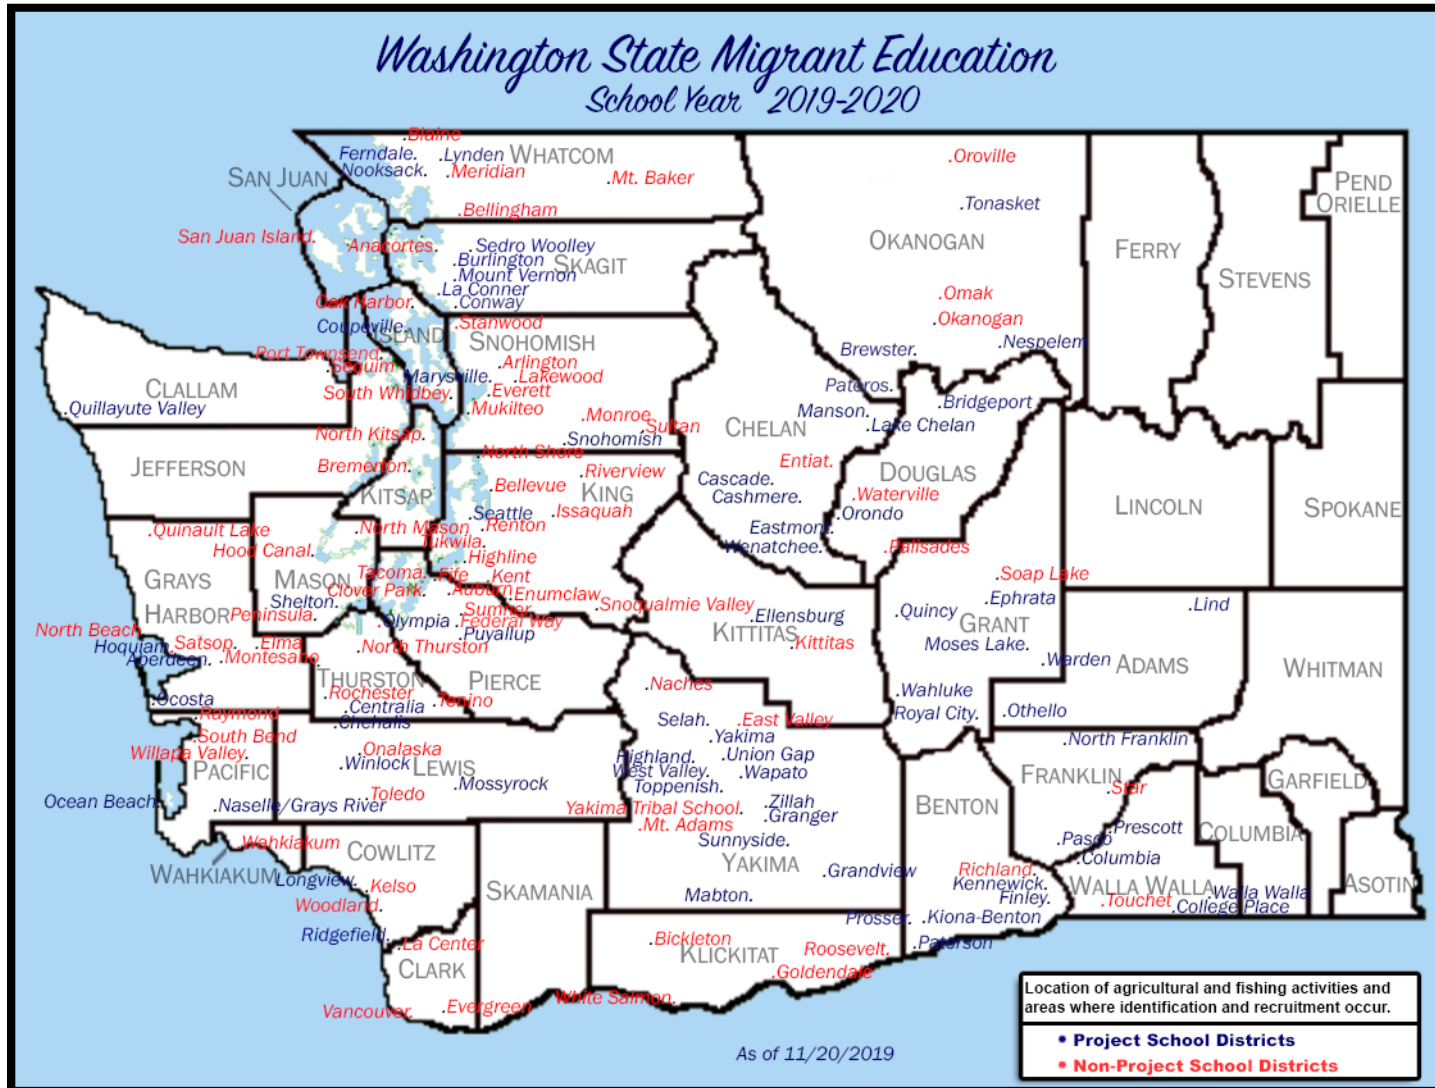 Washington State Migrant Education
School Year 2019-2020
.Blaine
Ferndale.
.Lynden
WHATCOM
Nooksack.
.Meridian
.Mt. Baker
.Bellingham
SAN JUAN
San Juan Island.
Anacortes.
.Sedro Woolley
.Burlington
SKAGIT
.Mount Vernon
.La Conner
.Conway
Oak Harbor.
Coupeville.
ISLAND
.Stanwood
SNOHOMISH
Port Townsend.
.Sequim
.Arlington
Marysville.
.Lakewood
South Whidbey.
.Everett
.Mukilteo
.Monroe
.Sultan
.Snohomish
CLALLAM
.Quillayute Valley
North Kitsap.
JEFFERSON
Bremerton.
KITSAP
.North Shore
.Riverview
.Bellevue
KING
.Seattle
.Issaquah
.Renton
Tukwila.
.Highline
.Kent
.Quinault Lake
Hood Canal.
.North Mason
GRAYS
HARBOR
MASON
Shelton.
Peninsula.
Tacoma.
.Fife
Clover Park.
.Auburn
.Enumclaw
.Snoqualmie Valley
.Sumner
.Federal Way
.Olympia
.Puyallup
North Beach
Hoquiam.
Satsop.
.Elma
Aberdeen.
.Montesano
.North Thurston
THURSTON
PIERCE
.Ocosta
.Rochester
.Centralia
.Tenino
.Raymond
.Chehalis
.South Bend
Willapa Valley.
PACIFIC
.Onalaska
.Winlock
LEWIS
.Mossyrock
Ocean Beach.
.Naselle/Grays River
.Toledo
.Wahkiakum
WAHKIAKUM
COWLITZ
Longview.
.Kelso
Woodland.
Ridgefield.
.La Center
CLARK
Vancouver.
.Evergreen
SKAMANIA
.Oroville
.Tonasket
OKANOGAN
.Omak
.Okanogan
.Nespelem
Brewster.
Pateros.
FERRY
STEVENS
PEND
ORIELLE
Manson.
.Bridgeport
.Lake Chelan
CHELAN
Entiat.
DOUGLAS
Cascade.
Cashmere.
.Waterville
.Orondo
Eastmont.
Wenatchee.
.Palisades
LINCOLN
SPOKANE
.Soap Lake
.Ephrata
.Quincy
GRANT
Moses Lake.
.Warden
.Wahluke
Royal City.
.Othello
.Lind
ADAMS
WHITMAN
.Ellensburg
KITTITAS
.Kittitas
.Naches
Selah.
.East Valley
.Yakima
Highland.
.Union Gap
West Valley.
.Wapato
Toppenish.
Yakima Tribal School.
.Zillah
.Granger
.Mt. Adams
Sunnyside.
YAKIMA
.Grandview
Mabton.
BENTON
.North Franklin
FRANKLIN
.Star
GARFIELD
.Prescott
.Pasco
COLUMBIA
.Columbia
Richland.
Kennewick.
WALLA WALLA
.Walla Walla
ASOTIN
Finley.
.Touchet
.College Place
Prosser.
.Kiona-Benton
.Paterson
.Bickleton
KLICKITAT
Roosevelt.
.Goldendale
White Salmon.
Location of agricultural and fishing activities and
areas where identification and recruitment occur.
• Project School Districts
• Non-Project School Districts
As of 11/20/2019